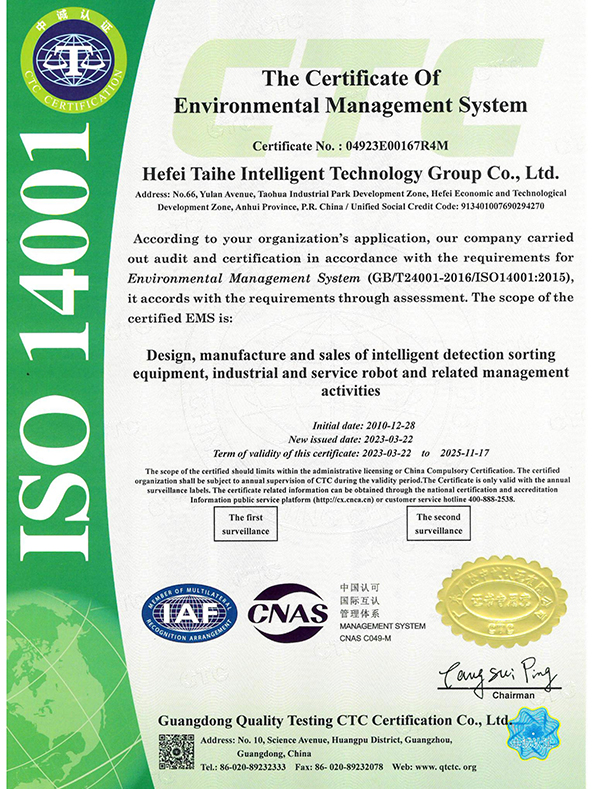 中诚认证
CTC CERTIFICATION
ISO 14001
CTC
The Certificate Of
Environmental Management System
Certificate No. : 04923E00167R4M
Hefei Taihe Intelligent Technology Group Co., Ltd.
Address: No.66, Yulan Avenue, Taohua Industrial Park Development Zone, Hefei Economic and Technological
Development Zone, Anhui Province, P.R. China / Unified Social Credit Code: 913401007690294270
According to your organization's application, our company carried
out audit and certification in accordance with the requirements for
Environmental Management System (GB/T24001-2016/ISO14001:2015),
it accords with the requirements through assessment. The scope of the
certified EMS is:
Design, manufacture and sales of intelligent detection sorting
equipment, industrial and service robot and related management
activities
Initial date: 2010-12-28
New issued date: 2023-03-22
Term of validity of this certificate: 2023-03-22 to 2025-11-17
The scope of the certified should limits within the administrative licensing or China Compulsory Certification. The certified
organization shall be subject to annual supervision of CTC during the validity period.The Certificate is only valid with the annual
surveillance labels. The certificate related information can be obtained through the national certification and accreditation
Information public service platform (http://cx.cnca.cn) or customer service hotline 400-888-2538.
The first
surveillance
The second
surveillance
MEMBER OF MULTILATERAL
IAF
RECOGNITION ARRANGEMENT
CNAS
中国认可
国际互认
管理体系
MANAGEMENT SYSTEM
CNAS C049-M
CTC
Chairman
Guangdong Quality Testing CTC Certification Co., Ltd.
Address: No. 10, Science Avenue, Huangpu District, Guangzhou,
Guangdong, China
Tel.: 86-020-89232333 Fax: 86- 020-89232078 Web: www. qtctc. org